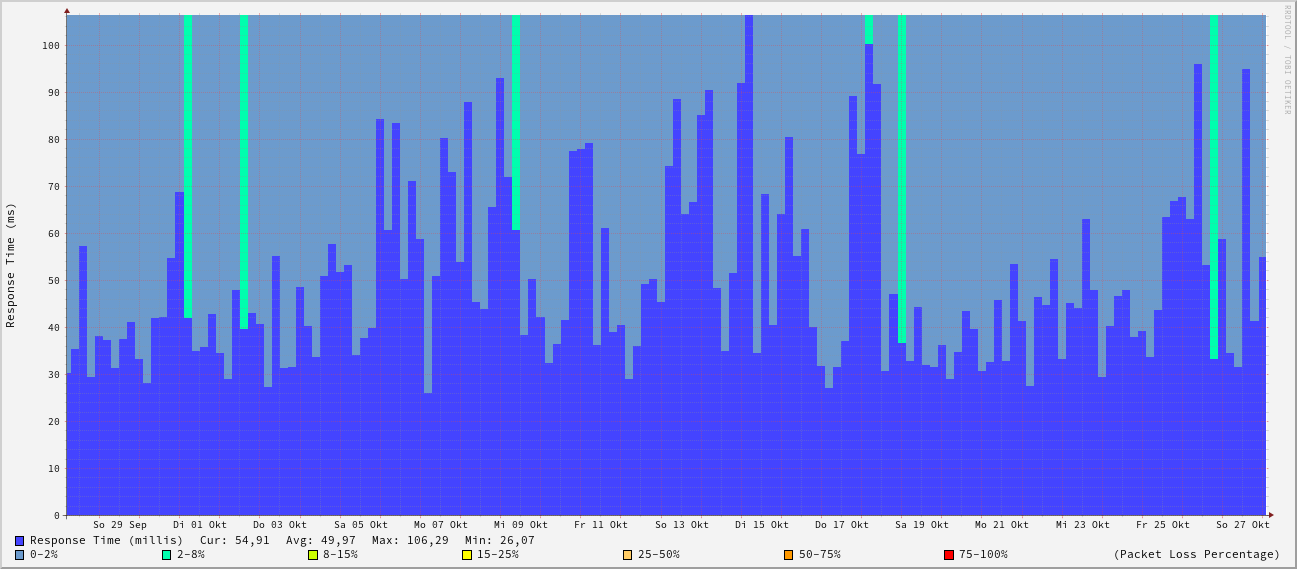 RRDTOOL / TOBI OETIKER
Response Time (ms)
100
90
80
70
60
50
40
30
20
10
0
So 29 Sep Di 01 Okt Do 03 Okt Sa 05 Okt Mo 07 Okt Mi 09 Okt Fr 11 Okt So 13 Okt Di 15 Okt Do 17 Okt Sa 19 Okt Mo 21 Okt Mi 23 Okt Fr 25 Okt So 27 Okt
Response Time (millis) Cur: 54,91 Avg: 49,97 Max: 106,29 Min: 26,07
0-2% 2-8% 8-15% 15-25% 25-50% 50-75% 75-100% (Packet Loss Percentage)